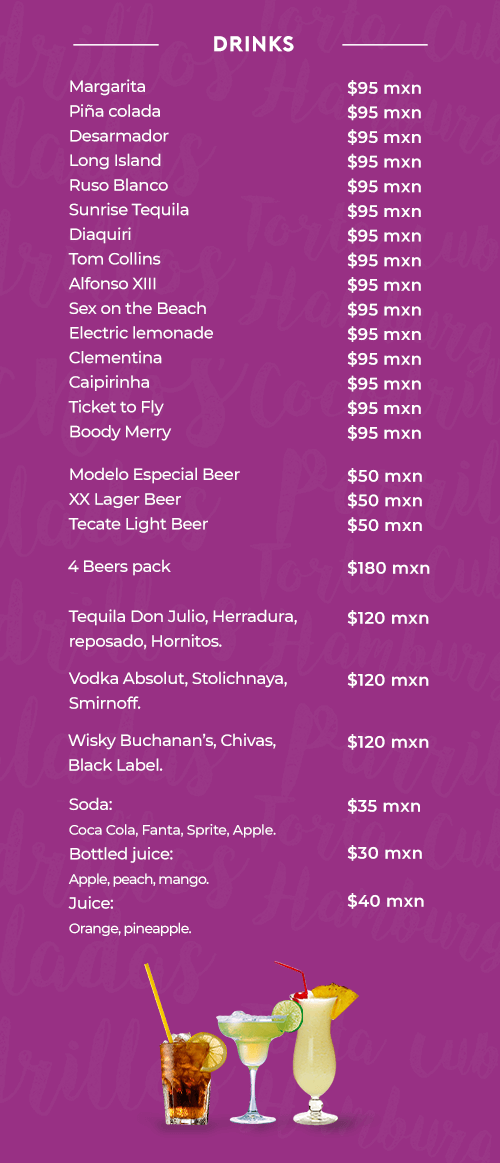 DRINKS
Margarita $95 mxn
Piña colada $95 mxn
Desarmador $95 mxn
Long Island $95 mxn
Ruso Blanco $95 mxn
Sunrise Tequila $95 mxn
Diaquiri $95 mxn
Tom Collins $95 mxn
Alfonso XIII $95 mxn
Sex on the Beach $95 mxn
Electric lemonade $95 mxn
Clementina $95 mxn
Caipirinha $95 mxn
Ticket to Fly $95 mxn
Boody Merry $95 mxn
Modelo Especial Beer $50 mxn
XX Lager Beer $50 mxn
Tecate Light Beer $50 mxn
4 Beers pack $180 mxn
Tequila Don Julio, Herradura, $120 mxn
reposado, Hornitos.
Vodka Absolut, Stolichnaya, $120 mxn
Smirnoff.
Wisky Buchanan's, Chivas, $120 mxn
Black Label.
Soda: $35 mxn
Coca Cola, Fanta, Sprite, Apple.
Bottled juice: $30 mxn
Apple, peach, mango.
Juice: $40 mxn
Orange, pineapple.